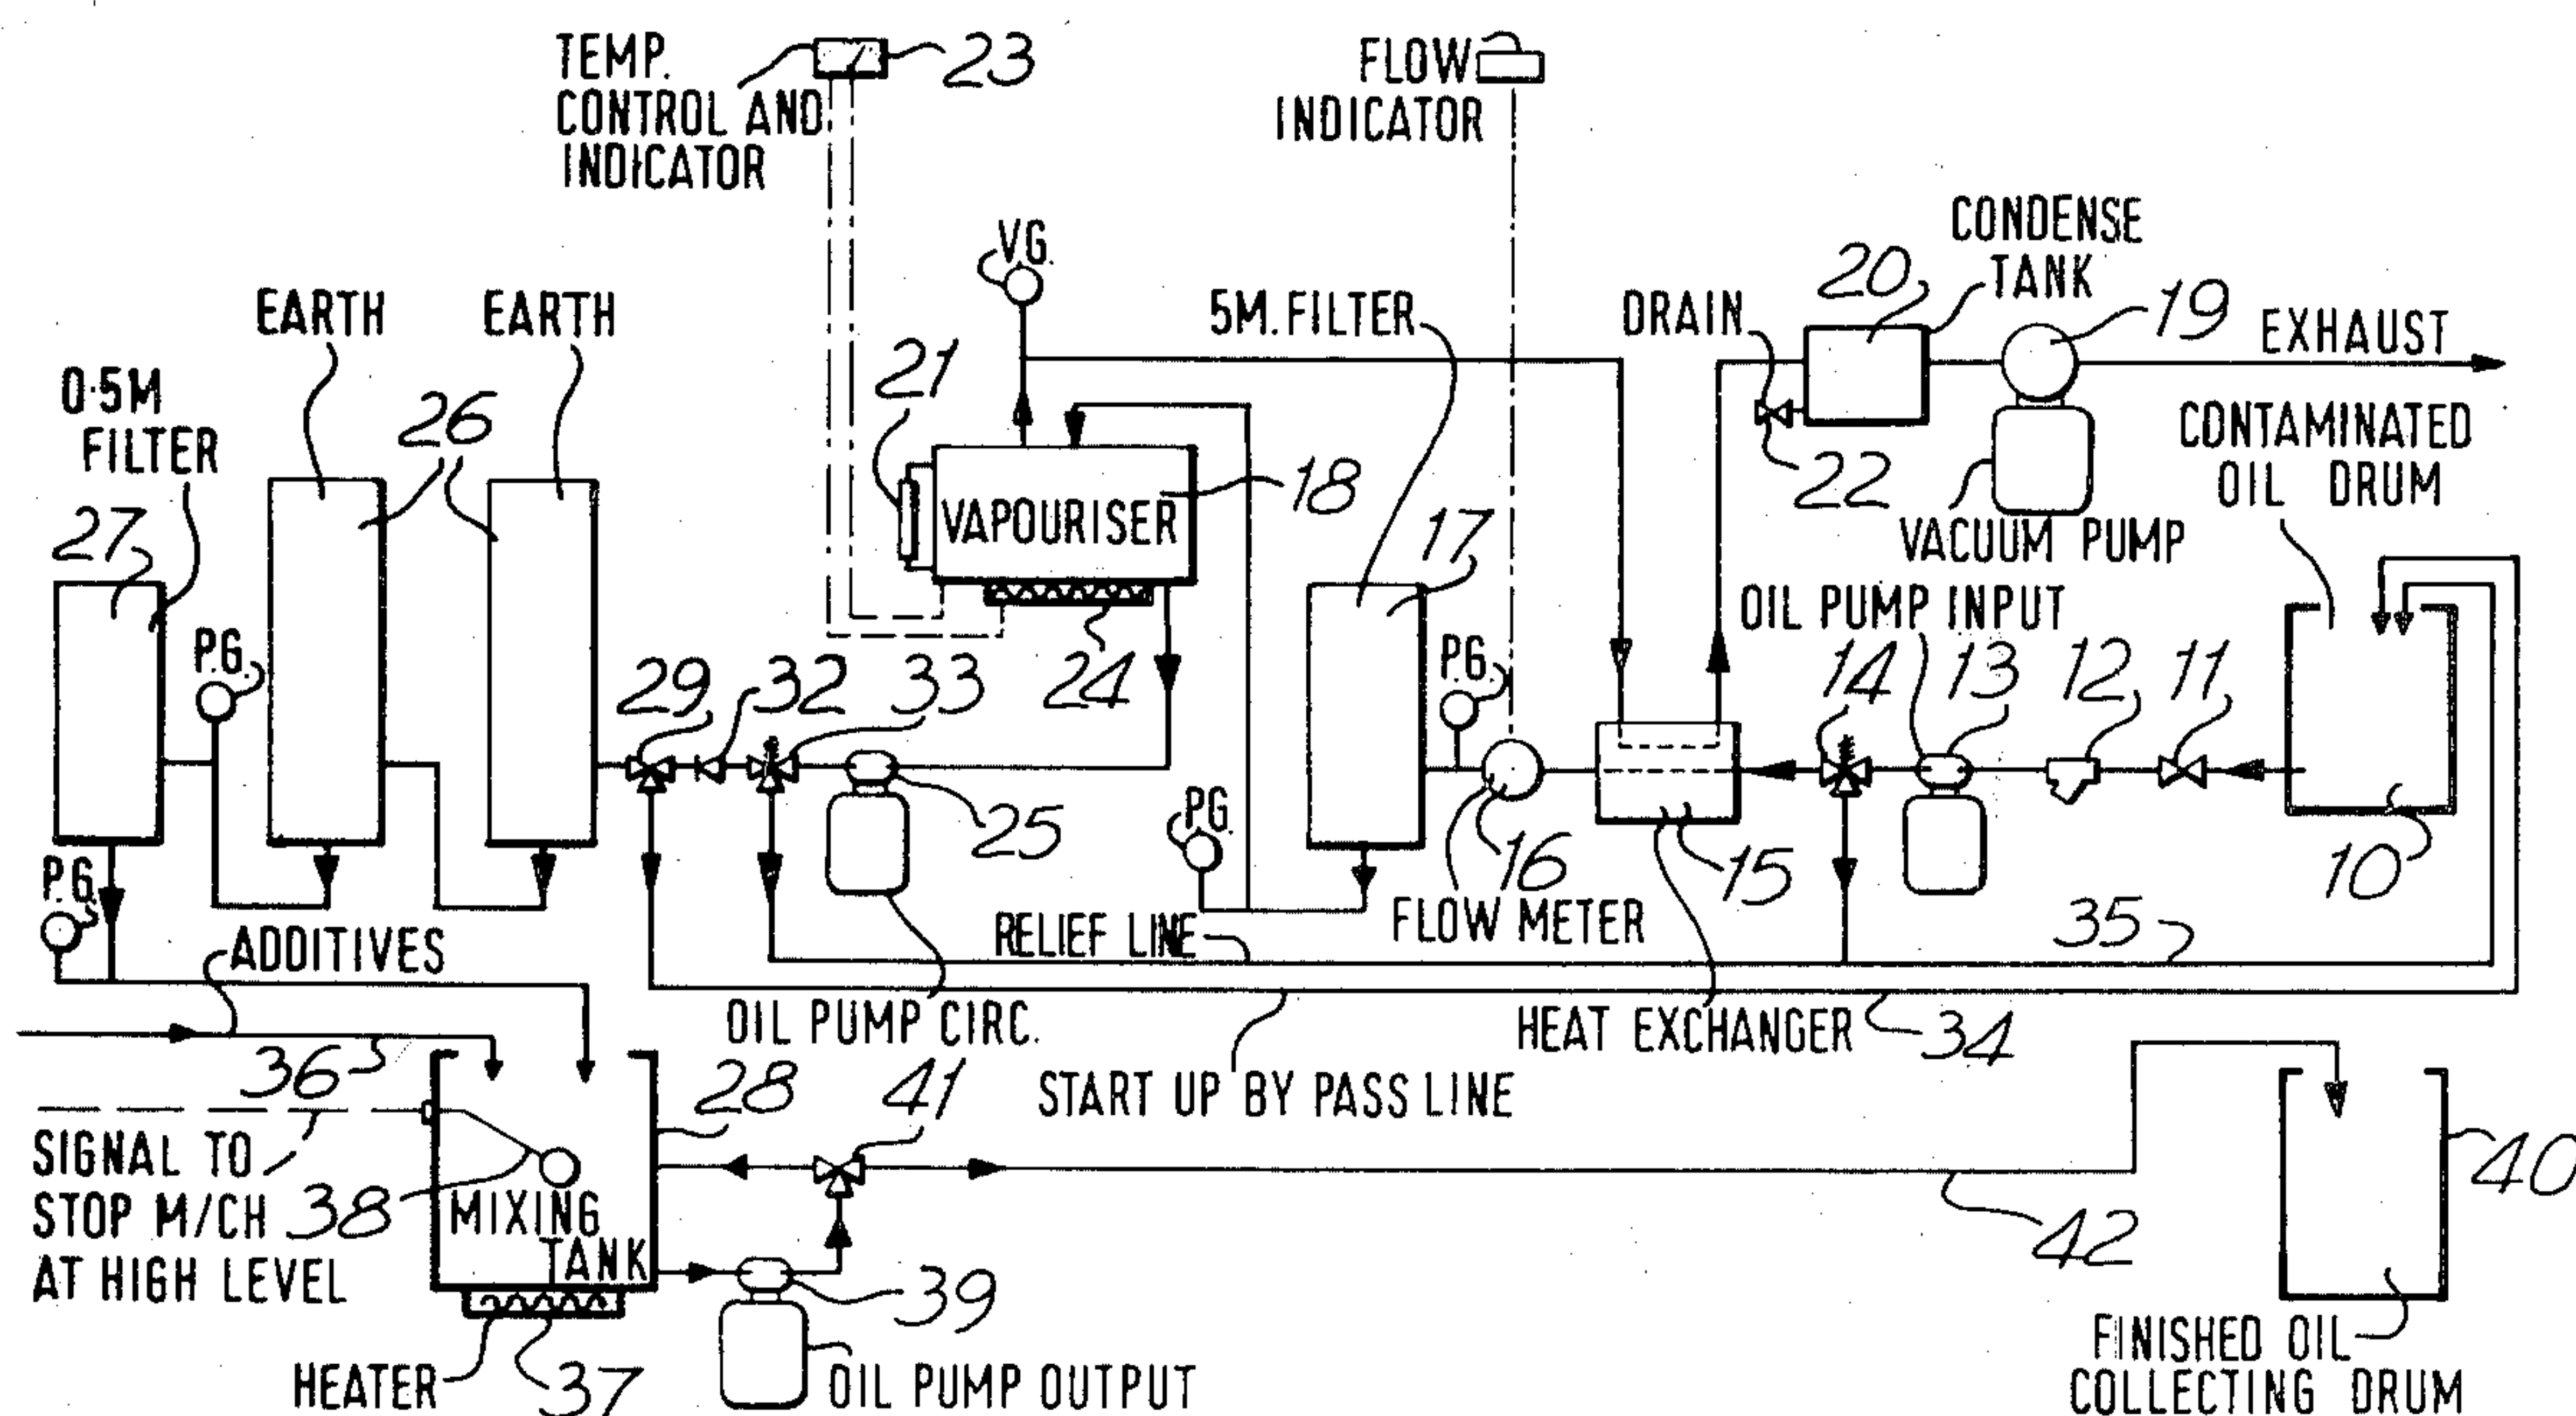 TEMP.
CONTROL AND
INDICATOR
23
FLOW
INDICATOR
V.G.
CONDENSE
TANK
20
19
EXHAUST
DRAIN
22
VACUUM PUMP
CONTAMINATED
OIL DRUM
EARTH
EARTH
5M. FILTER
0·5M
FILTER
26
27
21
VAPOURISER
18
17
24
P.G.
29
32
33
25
P.G.
P.G.
16
FLOW METER
15
HEAT EXCHANGER
OIL PUMP INPUT
14
13
12
11
10
P.G.
ADDITIVES
RELIEF LINE
35
OIL PUMP CIRC.
34
START UP BY PASS LINE
36
28
41
SIGNAL TO
STOP M/CH
AT HIGH LEVEL
38
MIXING
TANK
39
HEATER
37
OIL PUMP OUTPUT
42
40
FINISHED OIL
COLLECTING DRUM